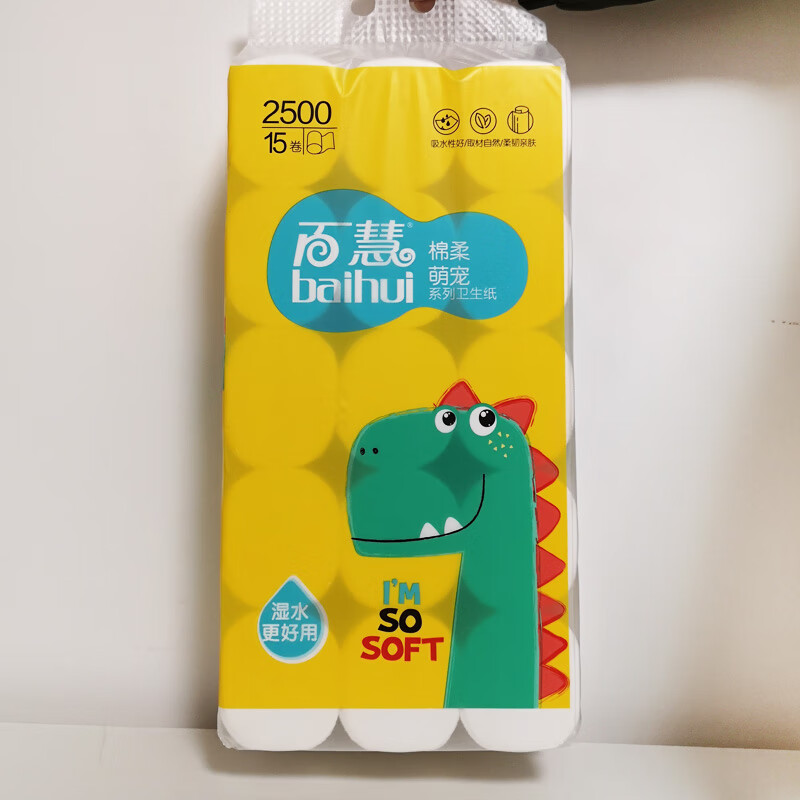 2500
15卷
吸水性好/取材自然/柔韧亲肤
百慧®
baihui
棉柔
萌宠
系列卫生纸
I'M
SO
SOFT
湿水
更好用